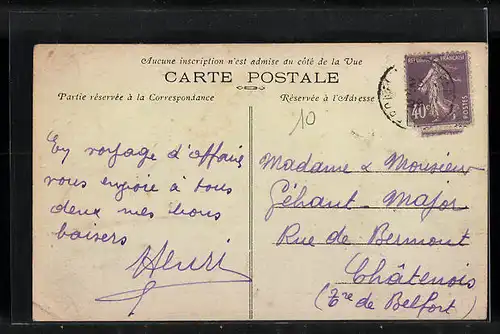 Aucune inscription n'est admise du côté de la Vue
CARTE POSTALE
Partie réservée à la Correspondance
Réservée à l'Adresse
RÉPUBLIQUE FRANÇAISE
40c
POSTES
10
En voyage d'affaire
vous envoie à tous
deux mes bons
baisers
Henri
Madame & Monsieur
Géhant-Major
Rue de Bermont
Châtenois
(Tre de Belfort)